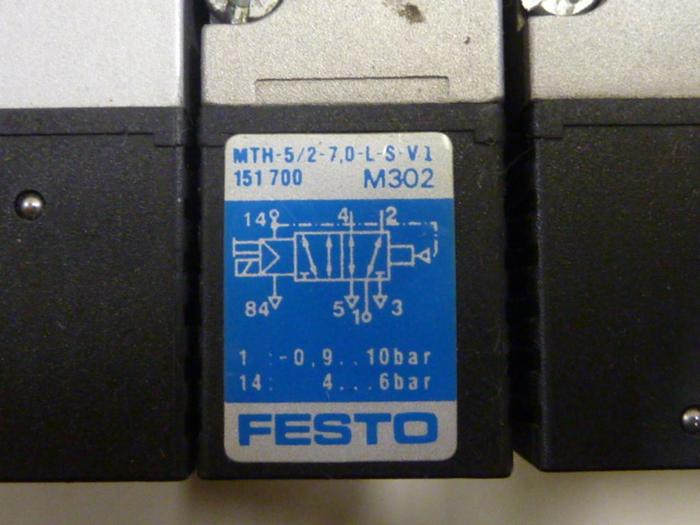 MTH-5/2-7,0-L-S-V1
151 700 M302
14 4 2
84 5 1 3
1 :-0,9..10bar
14: 4...6bar
FESTO